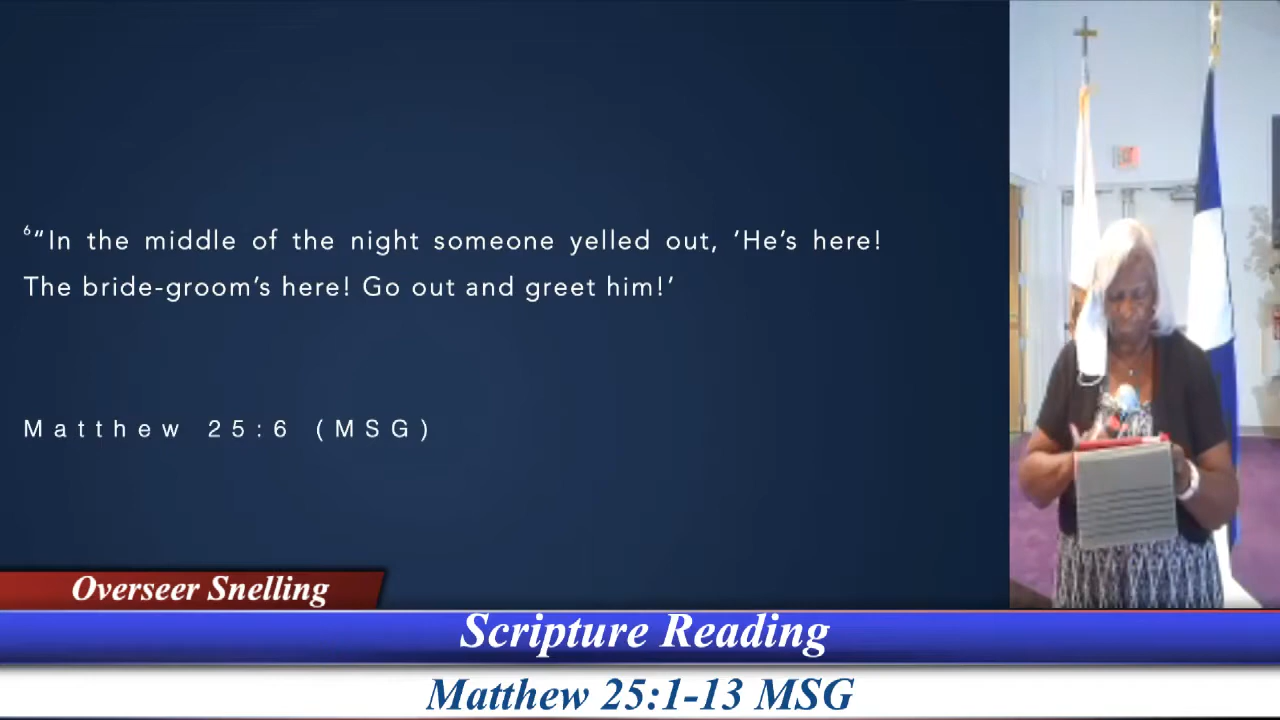 ⁶“In the middle of the night someone yelled out, ‘He’s here!
The bride-groom’s here! Go out and greet him!’
Matthew 25:6 (MSG)
Overseer Snelling
Scripture Reading
Matthew 25:1-13 MSG